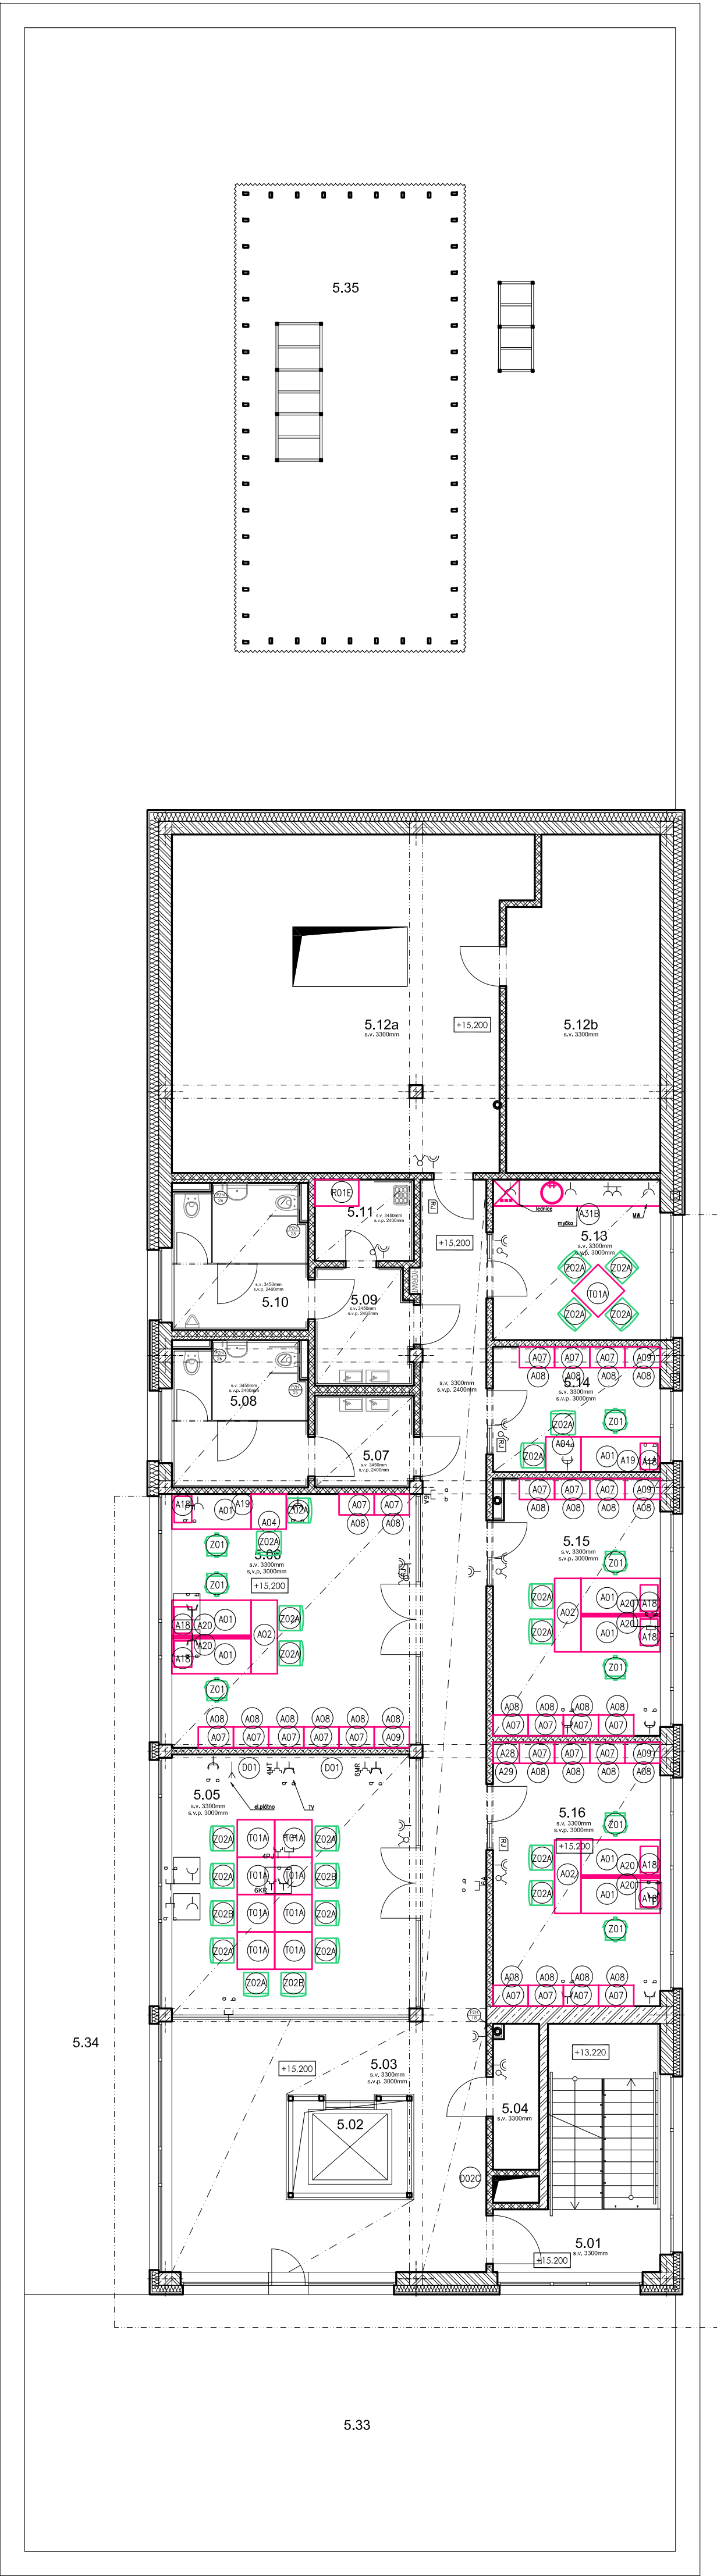 5.35
5.12a
s.v. 3300mm
+15,200
5.12b
s.v. 3300mm
R01E
5.11
s.v. 3450mm
s.v.p. 2400mm
RJ
+15,200
lednice
myčka
A31B
MW
5.13
s.v. 3300mm
s.v.p. 3000mm
Z02A
Z02A
T01A
Z02A
Z02A
s.v. 3450mm
s.v.p. 2400mm
5.10
5.09
s.v. 3450mm
s.v.p. 2400mm
s.v. 3450mm
s.v.p. 2400mm
5.08
5.07
s.v. 3450mm
s.v.p. 2400mm
s.v. 3300mm
s.v.p. 2400mm
A07 A07 A07 A09
A08 A08 A08 A08
5.14
s.v. 3300mm
s.v.p. 3000mm
Z02A
Z01
A04
RJ
Z02A
A01
A19
A18
A18
A01
A19
A04
Z02A
A07 A07
A08 A08
Z02A
Z01
5.06
s.v. 3300mm
s.v.p. 3000mm
+15,200
Z01
A18
A20
A01
A02
Z02A
A20
A18
A01
Z02A
Z01
A08 A08 A08 A08 A08 A08
A07 A07 A07 A07 A07 A09
A07 A07 A07 A09
A08 A08 A08 A08
5.15
s.v. 3300mm
s.v.p. 3000mm
Z01
Z02A
A01
A20
A18
A02
Z02A
A20
A01
A18
Z01
A08 A08 A08 A08
A07 A07 A07 A07
5.05
s.v. 3300mm
s.v.p. 3000mm
D01
D01
el.plátno
TV
Z02A T01A T01A Z02A
4PJ
Z02A T01A T01A Z02B
6KR
Z02B T01A T01A Z02A
Z02A T01A T01A Z02A
Z02A Z02B
A28 A07 A07 A07 A09
A29 A08 A08 A08 A08
5.16
s.v. 3300mm
s.v.p. 3000mm
Z01
+15,200
RJ
Z02A
A01
A20
A18
A02
Z02A
A20
A01
A18
Z01
A08 A08 A08 A08
A07 A07 A07 A07
5.34
+15,200
5.03
s.v. 3300mm
s.v.p. 3000mm
5.02
+13,220
5.04
s.v. 3300mm
D02C
5.01
s.v. 3300mm
+15,200
5.33